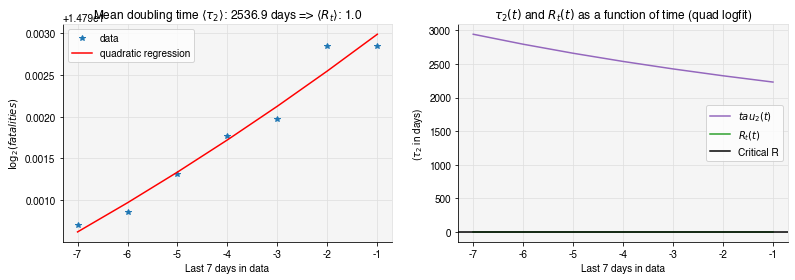 Mean doubling time ⟨τ₂⟩: 2536.9 days => ⟨Rₜ⟩: 1.0
0.0030
0.0025
0.0020
0.0015
0.0010
log₂(fatalities)
data
quadratic regression
-7 -6 -5 -4 -3 -2 -1
Last 7 days in data
τ₂(t) and Rₜ(t) as a function of time (quad logfit)
3000
2500
2000
1500
1000
500
0
(τ₂ in days)
tau₂(t)
Rₜ(t)
Critical R
-7 -6 -5 -4 -3 -2 -1
Last 7 days in data